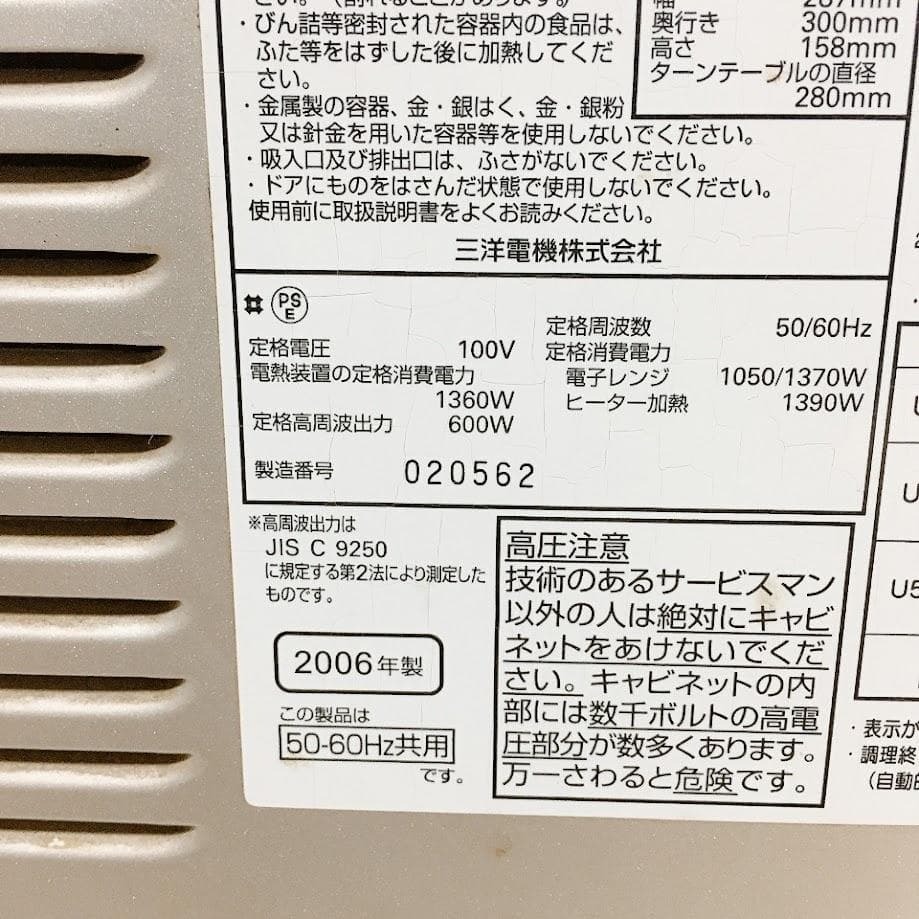 ・びん詰等密封された容器内の食品は、
ふた等をはずした後に加熱してくだ
さい。
・金属製の容器、金・銀はく、金・銀粉
又は針金を用いた容器等を使用しないでください。
・吸入口及び排出口は、ふさがないでください。
・ドアにものをはさんだ状態で使用しないでください。
使用前に取扱説明書をよくお読みください。
三洋電機株式会社
幅 287mm
奥行き 300mm
高さ 158mm
ターンテーブルの直径
280mm
PS
E
定格電圧 100V
電熱装置の定格消費電力
1360W
定格高周波出力 600W
定格周波数 50/60Hz
定格消費電力
電子レンジ 1050/1370W
ヒーター加熱 1390W
製造番号 020562
※高周波出力は
JIS C 9250
に規定する第2法により測定した
ものです。
2006年製
この製品は
50-60Hz共用
です。
高圧注意
技術のあるサービスマン
以外の人は絶対にキャビ
ネットをあけないでくだ
さい。キャビネットの内
部には数千ボルトの高電
圧部分が数多くあります。
万一さわると危険です。
・表示が
・調理終